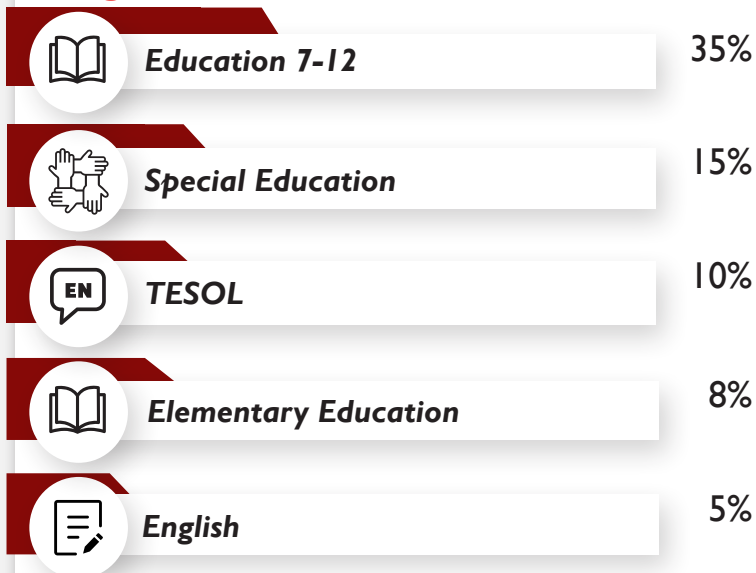 Education 7-12 35%
Special Education 15%
EN TESOL 10%
Elementary Education 8%
English 5%